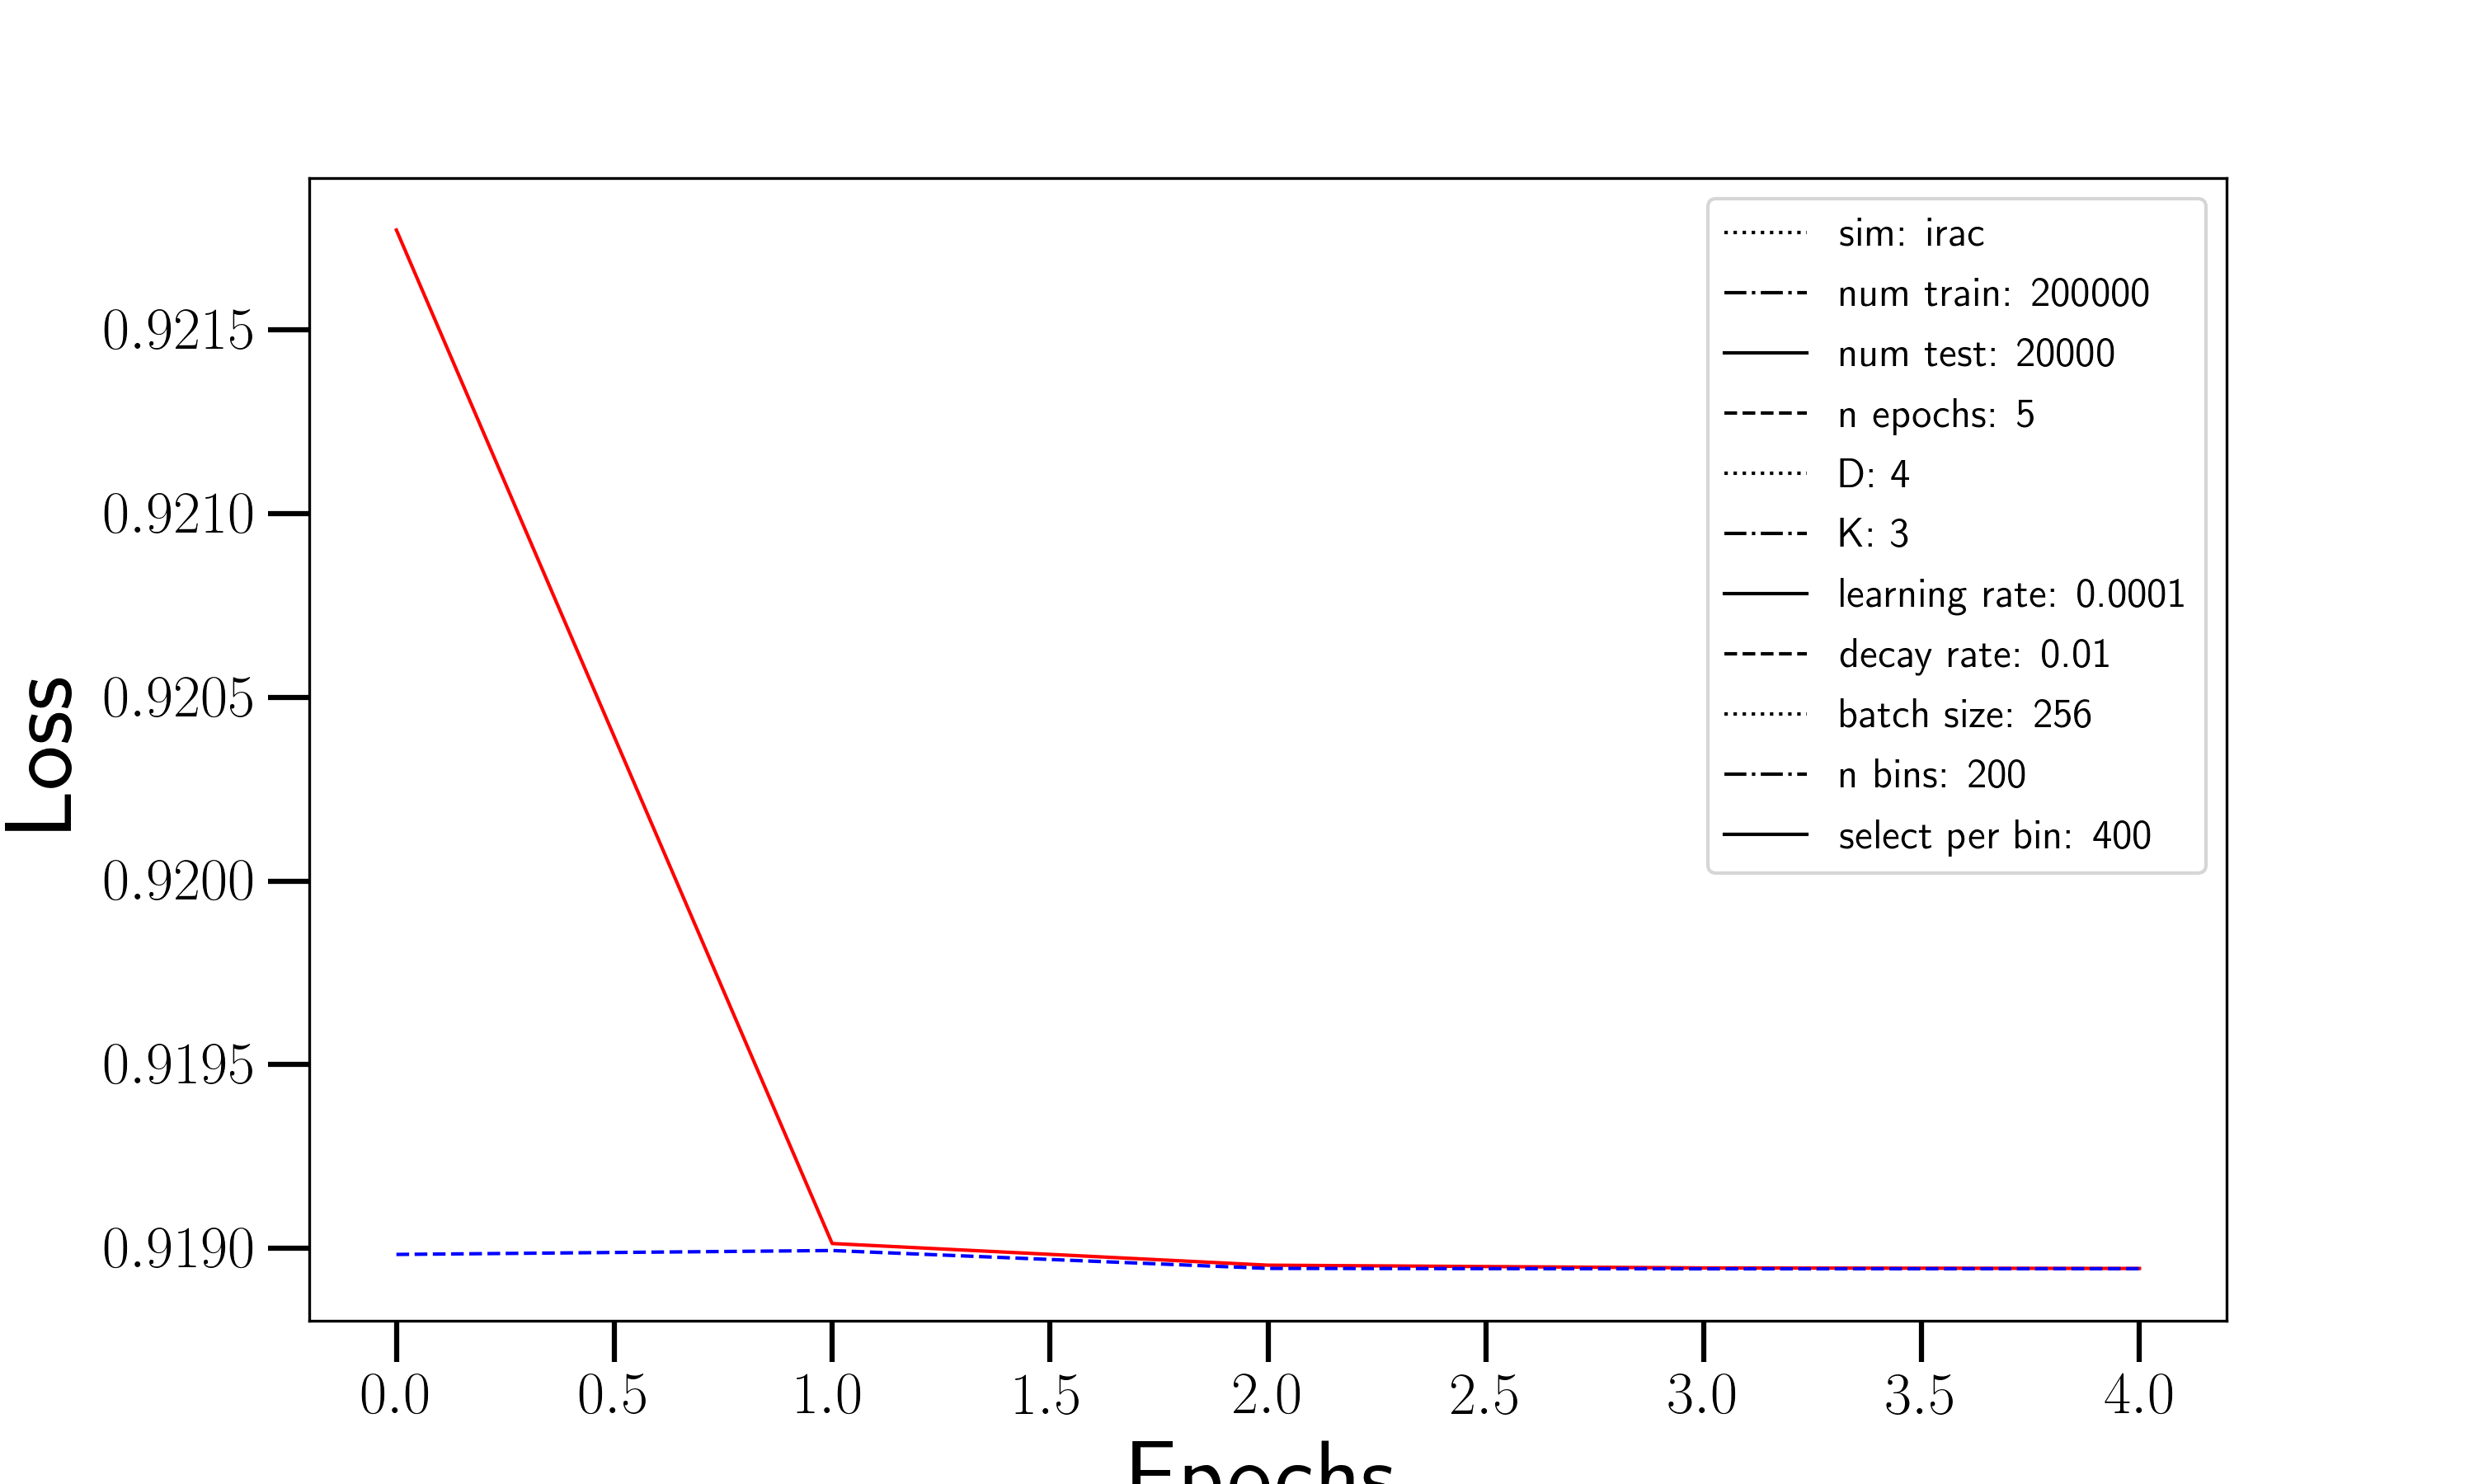 Loss
0.9215
0.9210
0.9205
0.9200
0.9195
0.9190
sim: irac
num train: 200000
num test: 20000
n epochs: 5
D: 4
K: 3
learning rate: 0.0001
decay rate: 0.01
batch size: 256
n bins: 200
select per bin: 400
0.0 0.5 1.0 1.5 2.0 2.5 3.0 3.5 4.0
Epochs